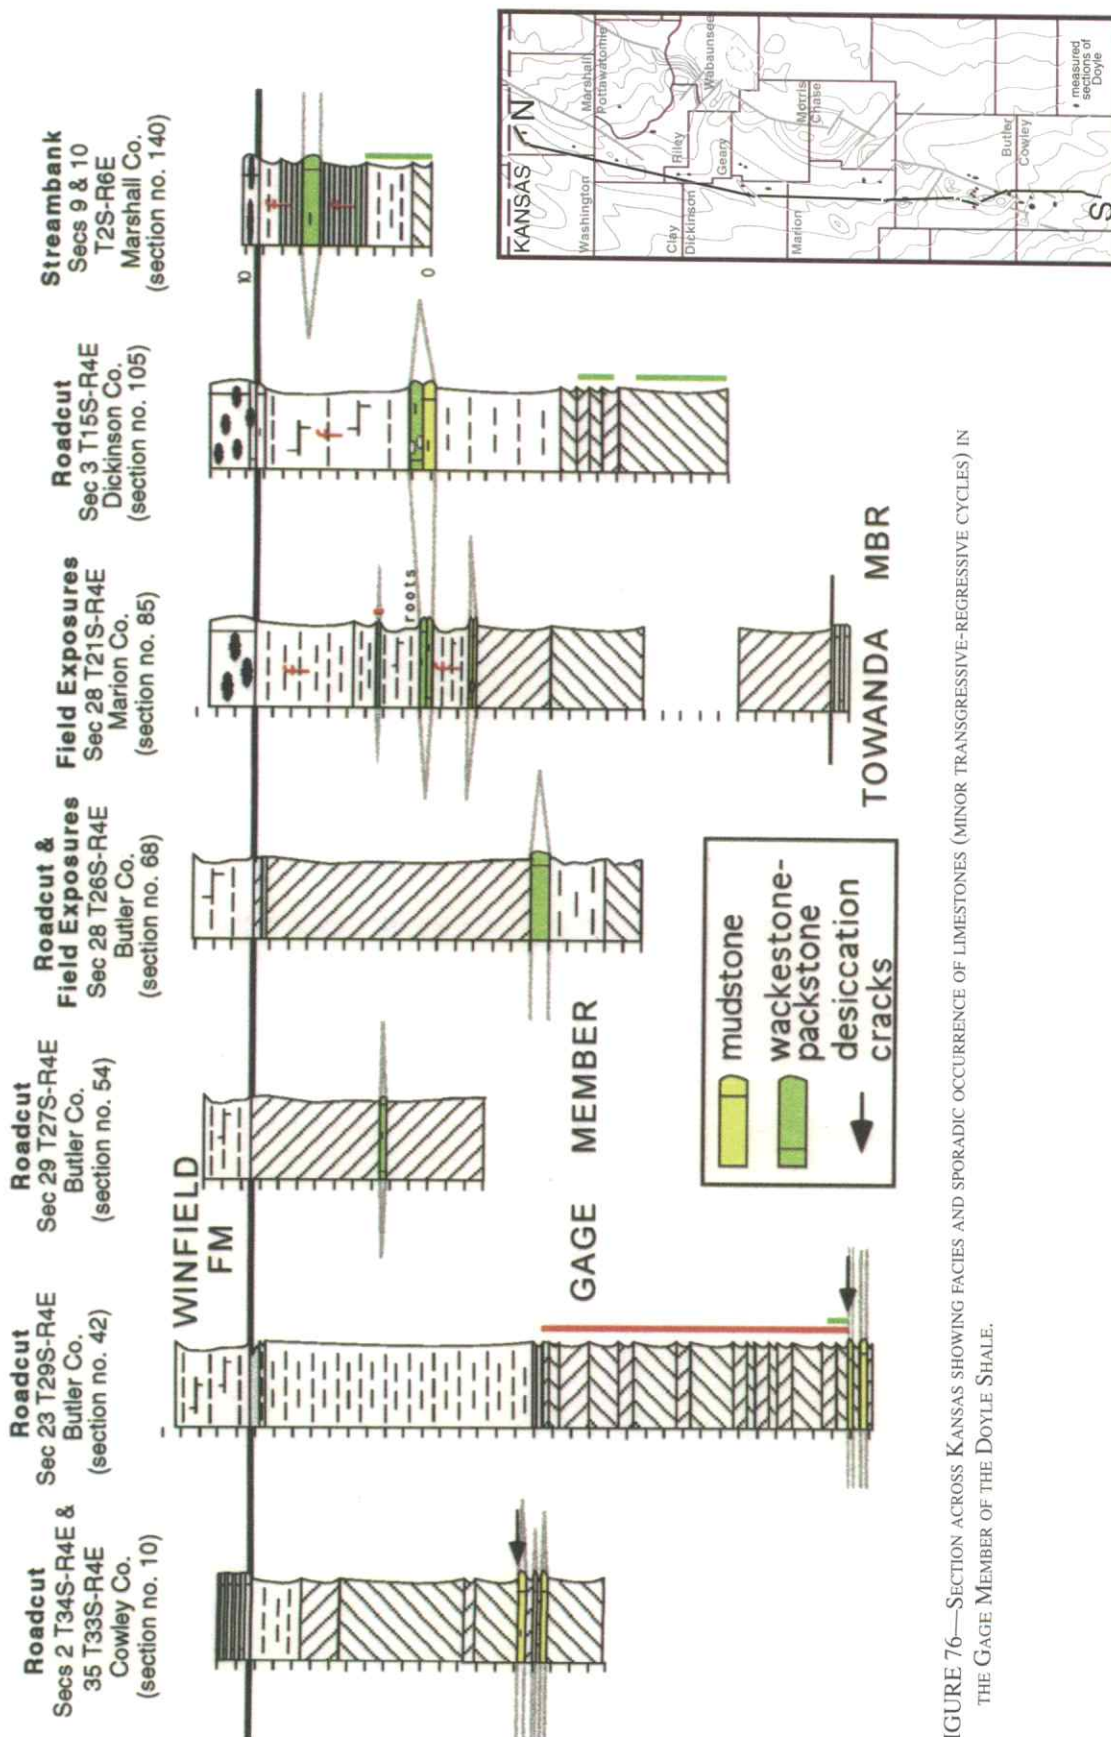 Roadcut
Secs 2 T34S-R4E &
35 T33S-R4E
Cowley Co.
(section no. 10)
Roadcut
Sec 23 T29S-R4E
Butler Co.
(section no. 42)
Roadcut
Sec 29 T27S-R4E
Butler Co.
(section no. 54)
Roadcut &
Field Exposures
Sec 28 T26S-R4E
Butler Co.
(section no. 68)
Field Exposures
Sec 28 T21S-R4E
Marion Co.
(section no. 85)
Roadcut
Sec 3 T15S-R4E
Dickinson Co.
(section no. 105)
Streambank
Secs 9 & 10
T2S-R6E
Marshall Co.
(section no. 140)
WINFIELD
FM
10
0
f
f
f
f
f
roots
GAGE MEMBER
TOWANDA MBR
mudstone
wackestone-
packstone
desiccation
cracks
KANSAS
N
Washington
Marshall
Pottawatomie
Clay
Dickinson
Riley
Geary
Wabaunsee
Marion
Morris
Chase
Butler
Cowley
S
measured
sections of
Doyle
IGURE 76—SECTION ACROSS KANSAS SHOWING FACIES AND SPORADIC OCCURRENCE OF LIMESTONES (MINOR TRANSGRESSIVE-REGRESSIVE CYCLES) IN
THE GAGE MEMBER OF THE DOYLE SHALE.